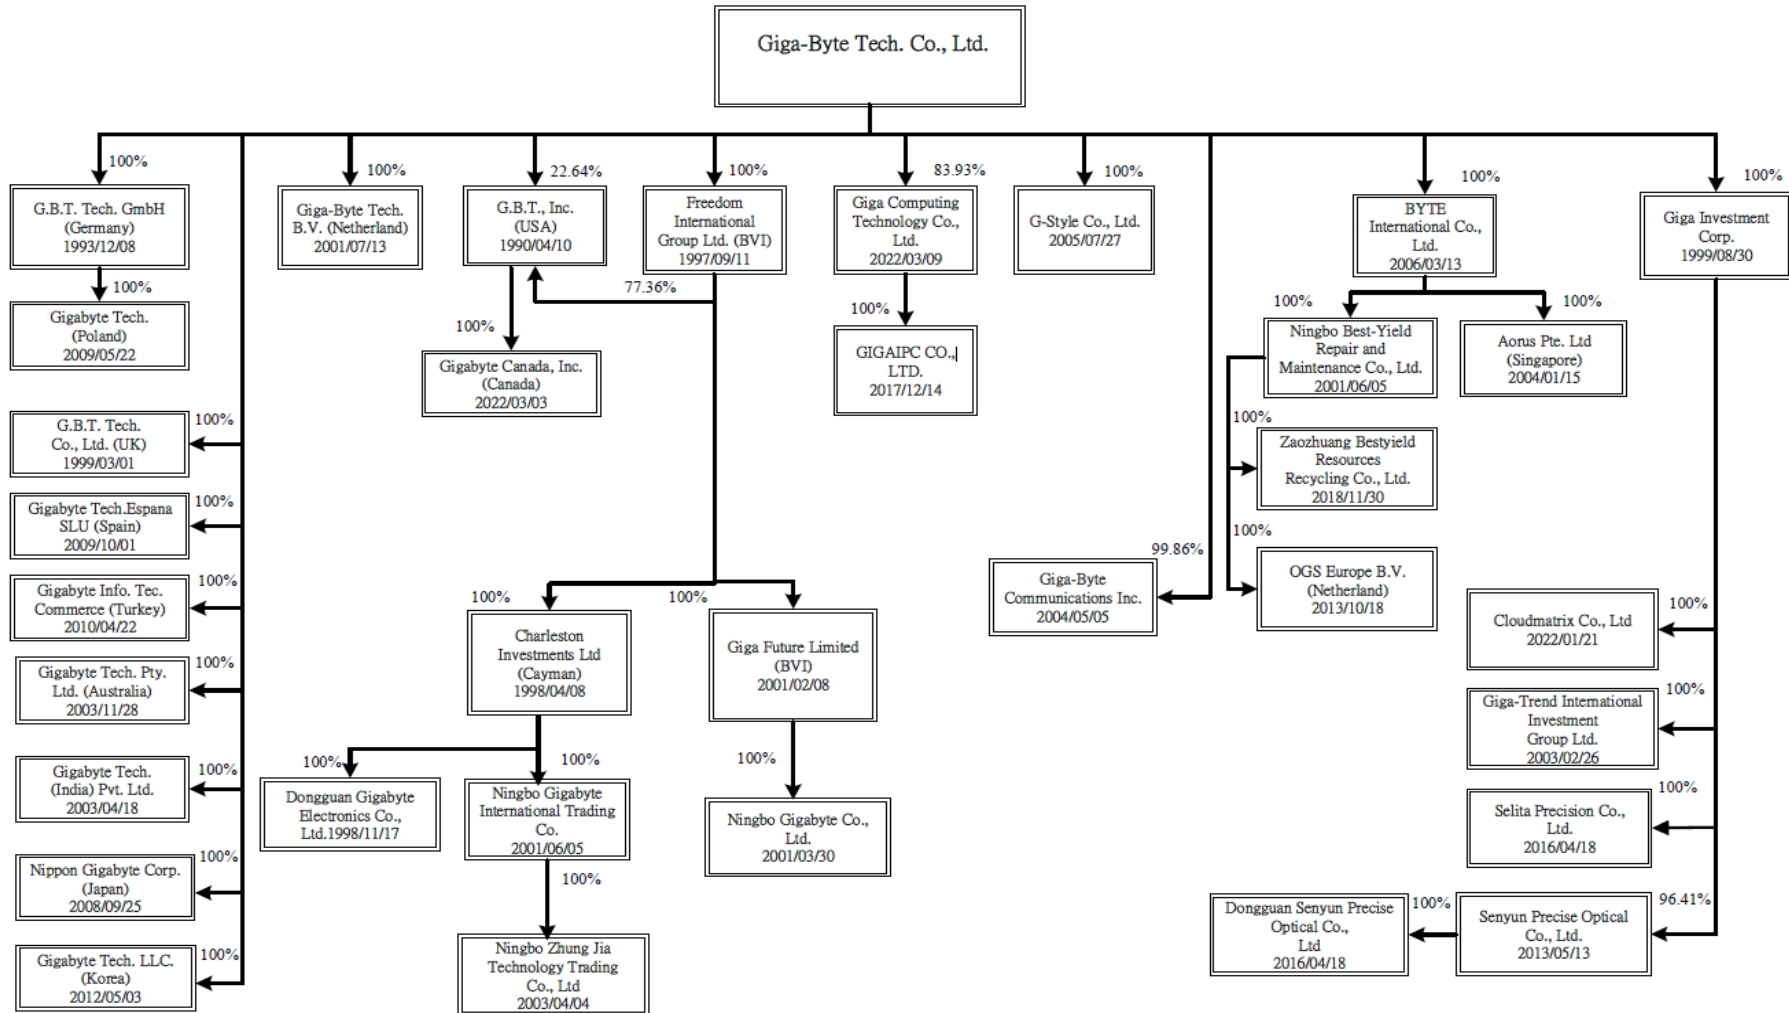 Giga-Byte Tech. Co., Ltd.
100%
G.B.T. Tech. GmbH
(Germany)
1993/12/08
100%
Gigabyte Tech.
(Poland)
2009/05/22
100%
G.B.T. Tech.
Co., Ltd. (UK)
1999/03/01
100%
Gigabyte Tech.Espana
SLU (Spain)
2009/10/01
100%
Gigabyte Info. Tec.
Commerce (Turkey)
2010/04/22
100%
Gigabyte Tech. Pty.
Ltd. (Australia)
2003/11/28
100%
Gigabyte Tech.
(India) Pvt. Ltd.
2003/04/18
100%
Nippon Gigabyte Corp.
(Japan)
2008/09/25
100%
Gigabyte Tech. LLC.
(Korea)
2012/05/03
100%
Giga-Byte Tech.
B.V. (Netherland)
2001/07/13
22.64%
G.B.T., Inc.
(USA)
1990/04/10
77.36%
100%
Gigabyte Canada, Inc.
(Canada)
2022/03/03
100%
Freedom
International
Group Ltd. (BVI)
1997/09/11
100%
Charleston
Investments Ltd
(Cayman)
1998/04/08
100%
Dongguan Gigabyte
Electronics Co.,
Ltd.1998/11/17
100%
Ningbo Gigabyte
International Trading
Co.
2001/06/05
100%
Ningbo Zhung Jia
Technology Trading
Co., Ltd
2003/04/04
100%
Giga Future Limited
(BVI)
2001/02/08
100%
Ningbo Gigabyte Co.,
Ltd.
2001/03/30
83.93%
Giga Computing
Technology Co.,
Ltd.
2022/03/09
100%
GIGAIPC CO.,
LTD.
2017/12/14
100%
G-Style Co., Ltd.
2005/07/27
99.86%
Giga-Byte
Communications Inc.
2004/05/05
100%
BYTE
International Co.,
Ltd.
2006/03/13
100%
Ningbo Best-Yield
Repair and
Maintenance Co., Ltd.
2001/06/05
100%
Aorus Pte. Ltd
(Singapore)
2004/01/15
100%
Zaozhuang Bestyield
Resources
Recycling Co., Ltd.
2018/11/30
100%
OGS Europe B.V.
(Netherland)
2013/10/18
100%
Giga Investment
Corp.
1999/08/30
100%
Cloudmatrix Co., Ltd
2022/01/21
100%
Giga-Trend International
Investment
Group Ltd.
2003/02/26
100%
Selita Precision Co.,
Ltd.
2016/04/18
96.41%
Senyun Precise Optical
Co., Ltd.
2013/05/13
100%
Dongguan Senyun Precise
Optical Co.,
Ltd
2016/04/18